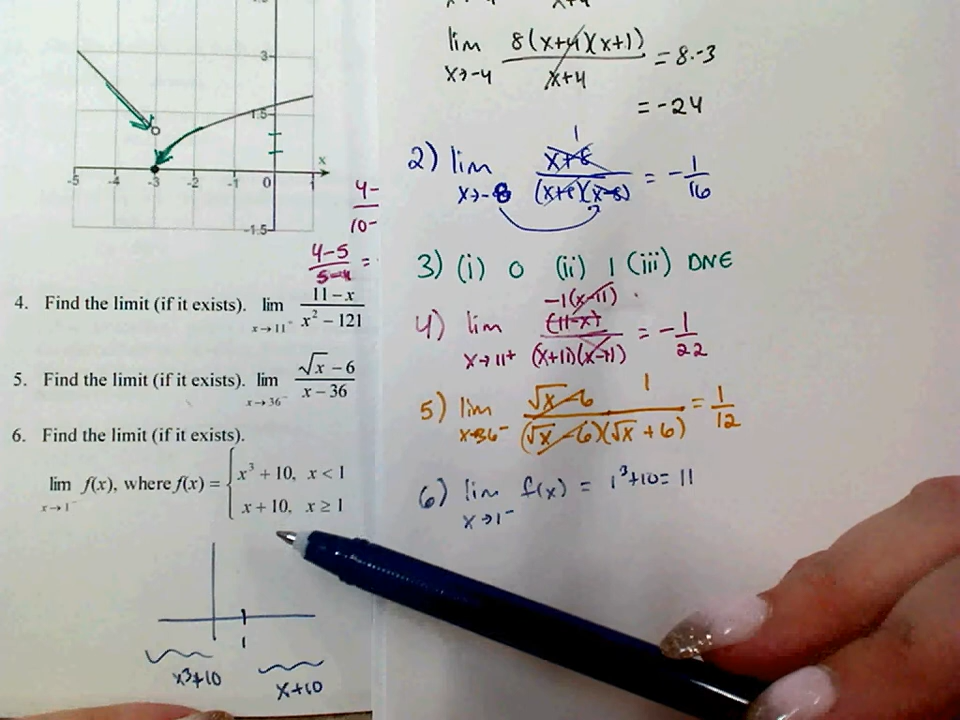 3
1.5
x
-5 -4 -3 -2 0 1
-1.5
4-
10-
4-5
5-4 =
4. Find the limit (if it exists). lim x→11⁺ (11 − x)/(x² − 121)
5. Find the limit (if it exists). lim x→36⁻ (√x − 6)/(x − 36)
6. Find the limit (if it exists).
lim x→1⁻ f(x), where f(x) = { x³ + 10, x < 1
x + 10, x ≥ 1
1
x³+10
x+10
x+4
lim x→-4 8(x+4)(x+1)/(x+4) = 8·-3
= -24
2) lim x→-8 1 (x+8)/((x+8)(x-8)) = -1/16
3) (i) 0 (ii) 1 (iii) DNE
-1(x-11)
4) lim x→11+ (11-x)/((x+11)(x-11)) = -1/22
5) lim x→36⁻ (√x-6) 1/((√x-6)(√x+6)) = 1/12
6) lim x→1⁻ f(x) = 1³+10 = 11